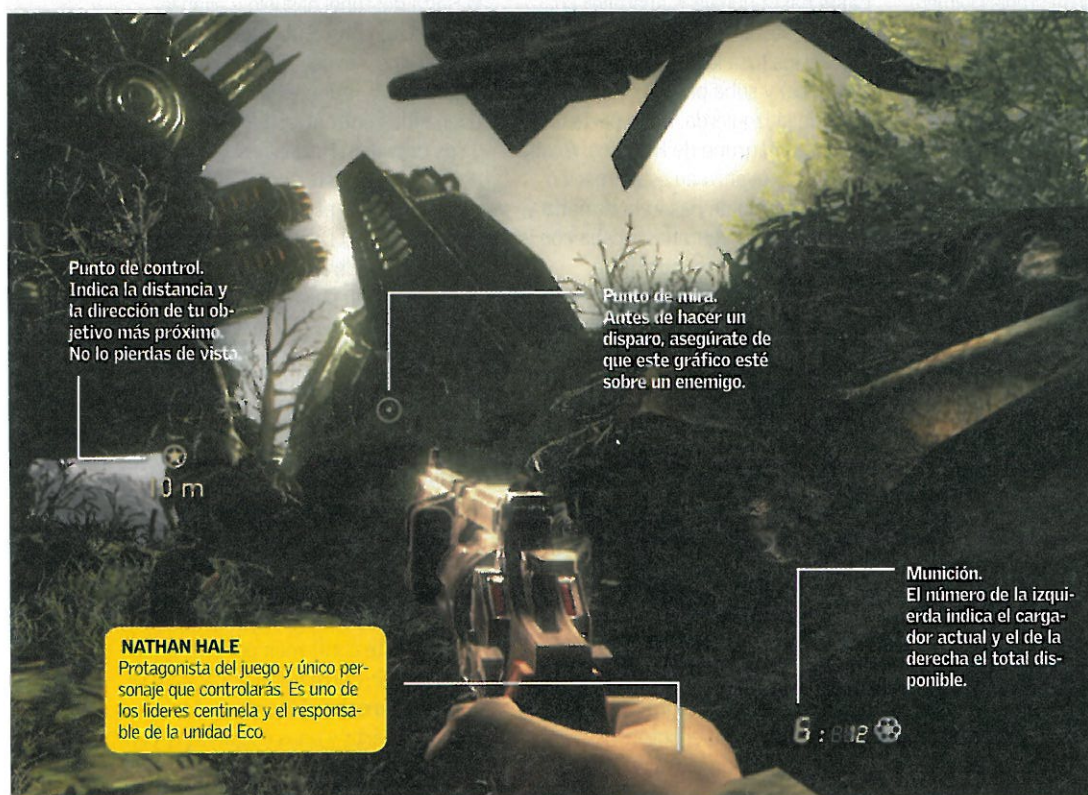 Punto de control.
Indica la distancia y
la dirección de tu ob-
jetivo más próximo.
No lo pierdas de vista.
Punto de mira.
Antes de hacer un
disparo, asegúrate de
que este gráfico esté
sobre un enemigo.
10 m
NATHAN HALE
Protagonista del juego y único per-
sonaje que controlarás. Es uno de
los lideres centinela y el responsa-
ble de la unidad Eco.
Munición.
El número de la izqui-
erda indica el carga-
dor actual y el de la
derecha el total dis-
ponible.
6 : 12